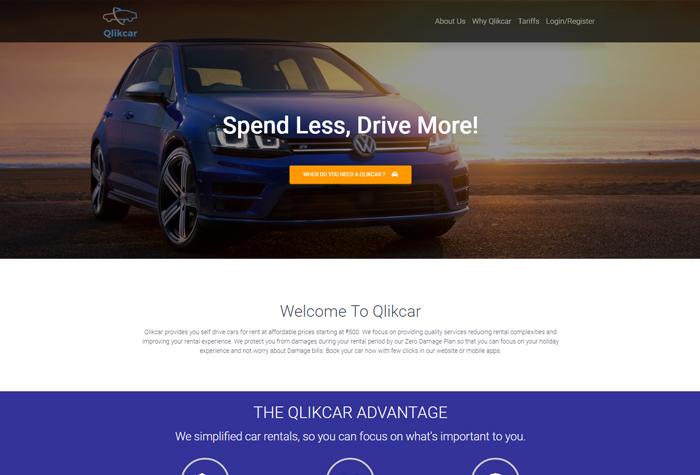 About Us Why Qlikcar Tariffs Login/Register
Qlikcar
Spend Less, Drive More!
WHEN DO YOU NEED A QLIKCAR ?
Welcome To Qlikcar
Qlikcar provides you self drive cars for rent at affordable prices starting at ₹500. We focus on providing quality services reducing rental complexities and
improving your rental experience. We protect you from damages during your rental period by our Zero Damage Plan so that you can focus on your holiday
experience and not worry about Damage bills. Book your car now with few clicks in our website or mobile apps.
THE QLIKCAR ADVANTAGE
We simplified car rentals, so you can focus on what's important to you.